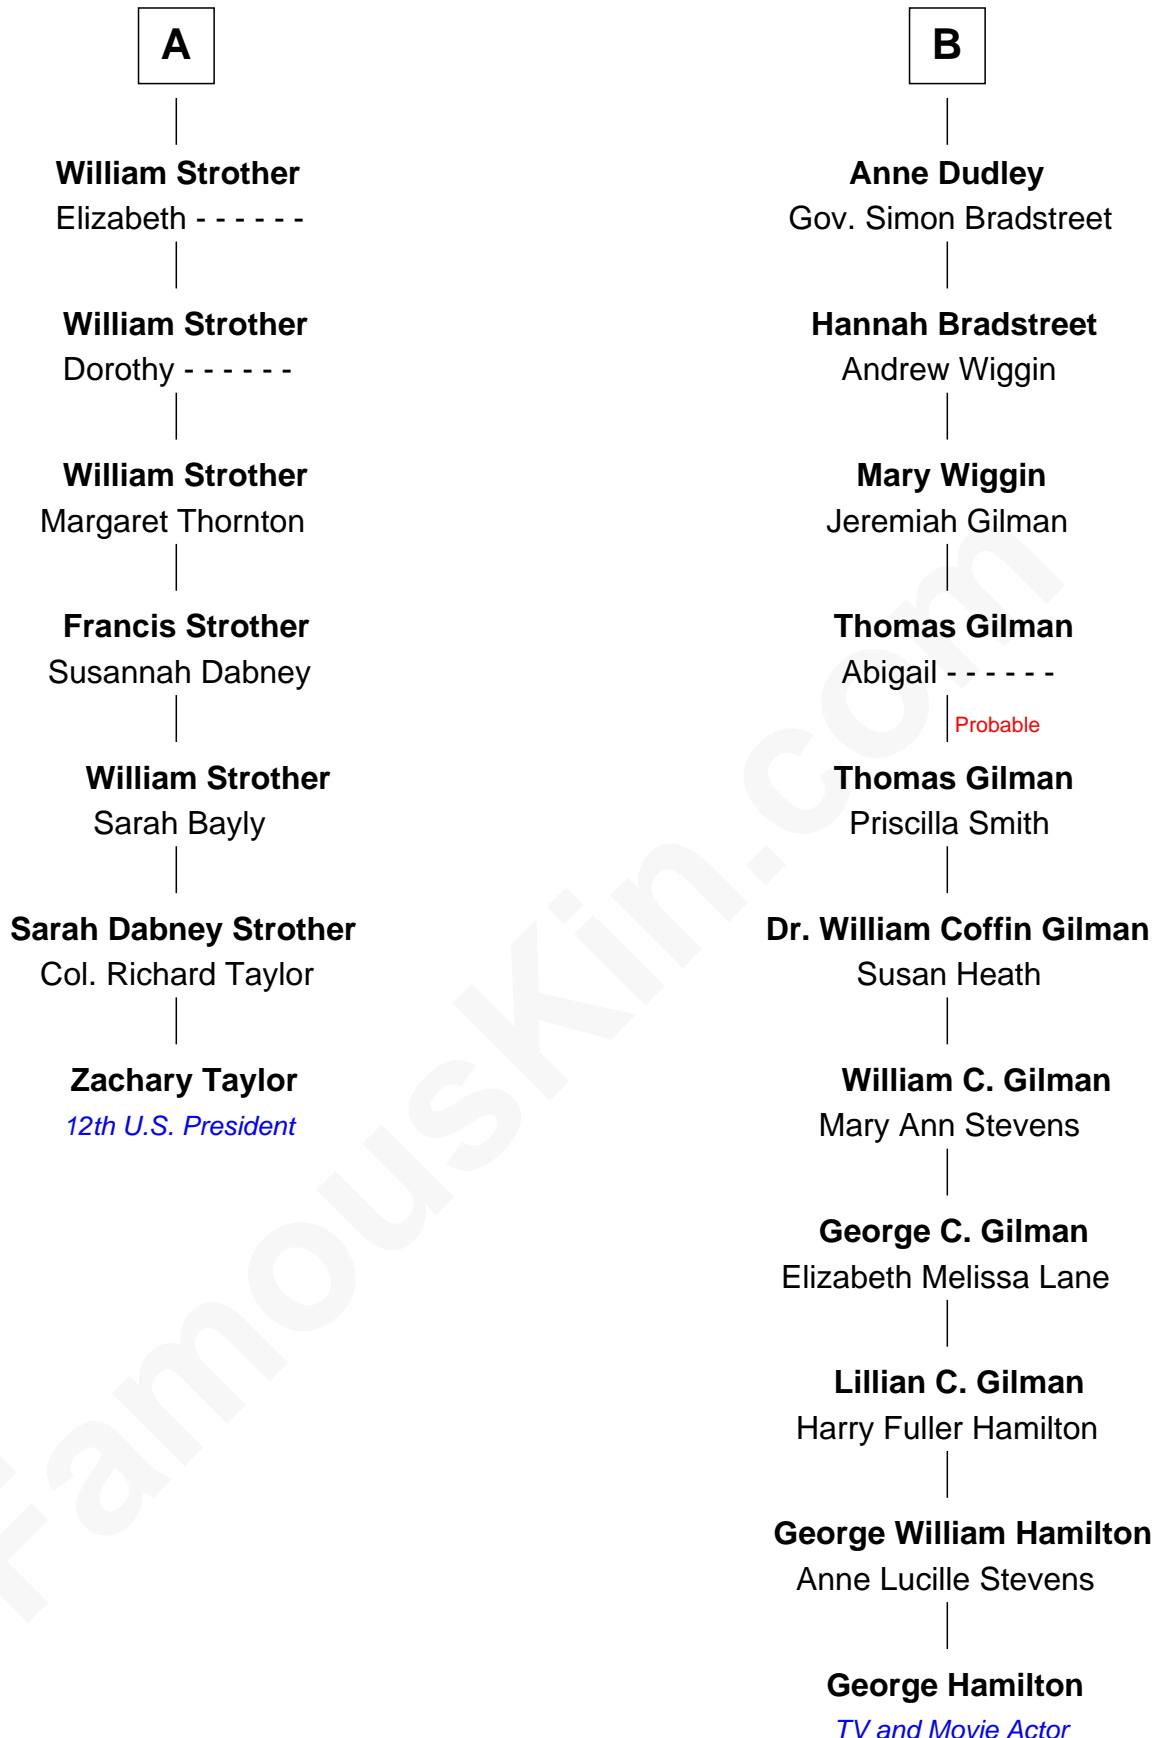 A
William Strother
Elizabeth - - - - - -
William Strother
Dorothy - - - - - -
William Strother
Margaret Thornton
Francis Strother
Susannah Dabney
William Strother
Sarah Bayly
Sarah Dabney Strother
Col. Richard Taylor
Zachary Taylor
12th U.S. President
B
Anne Dudley
Gov. Simon Bradstreet
Hannah Bradstreet
Andrew Wiggin
Mary Wiggin
Jeremiah Gilman
Thomas Gilman
Abigail - - - - - -
Probable
Thomas Gilman
Priscilla Smith
Dr. William Coffin Gilman
Susan Heath
William C. Gilman
Mary Ann Stevens
George C. Gilman
Elizabeth Melissa Lane
Lillian C. Gilman
Harry Fuller Hamilton
George William Hamilton
Anne Lucille Stevens
George Hamilton
TV and Movie Actor
FamousKin.com